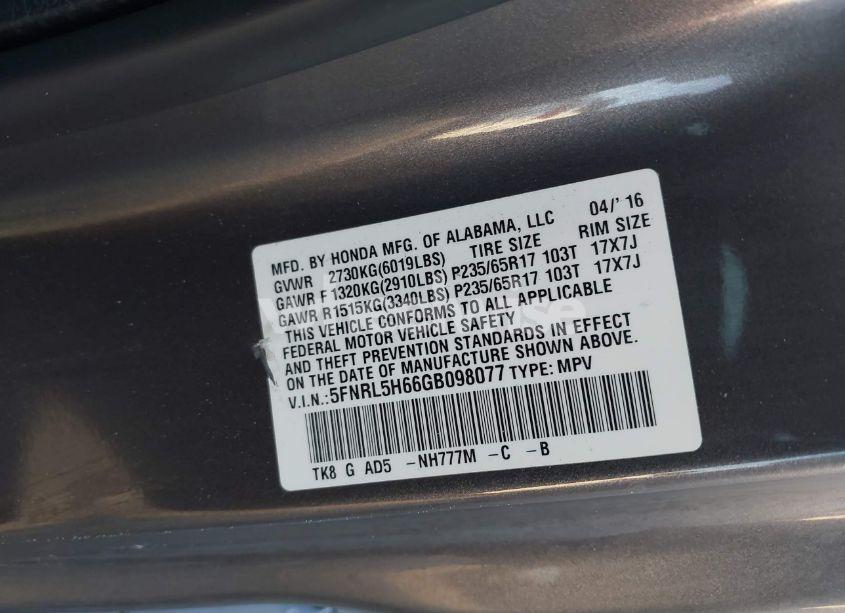 MFD. BY HONDA MFG. OF ALABAMA, LLC 04/' 16
GVWR 2730KG(6019LBS) TIRE SIZE RIM SIZE
GAWR F 1320KG(2910LBS) P235/65R17 103T 17X7J
GAWR R1515KG(3340LBS) P235/65R17 103T 17X7J
THIS VEHICLE CONFORMS TO ALL APPLICABLE
FEDERAL MOTOR VEHICLE SAFETY
AND THEFT PREVENTION STANDARDS IN EFFECT
ON THE DATE OF MANUFACTURE SHOWN ABOVE.
V.I.N.:5FNRL5H66GB098077 TYPE: MPV
TK8 G AD5 -NH777M -C -B